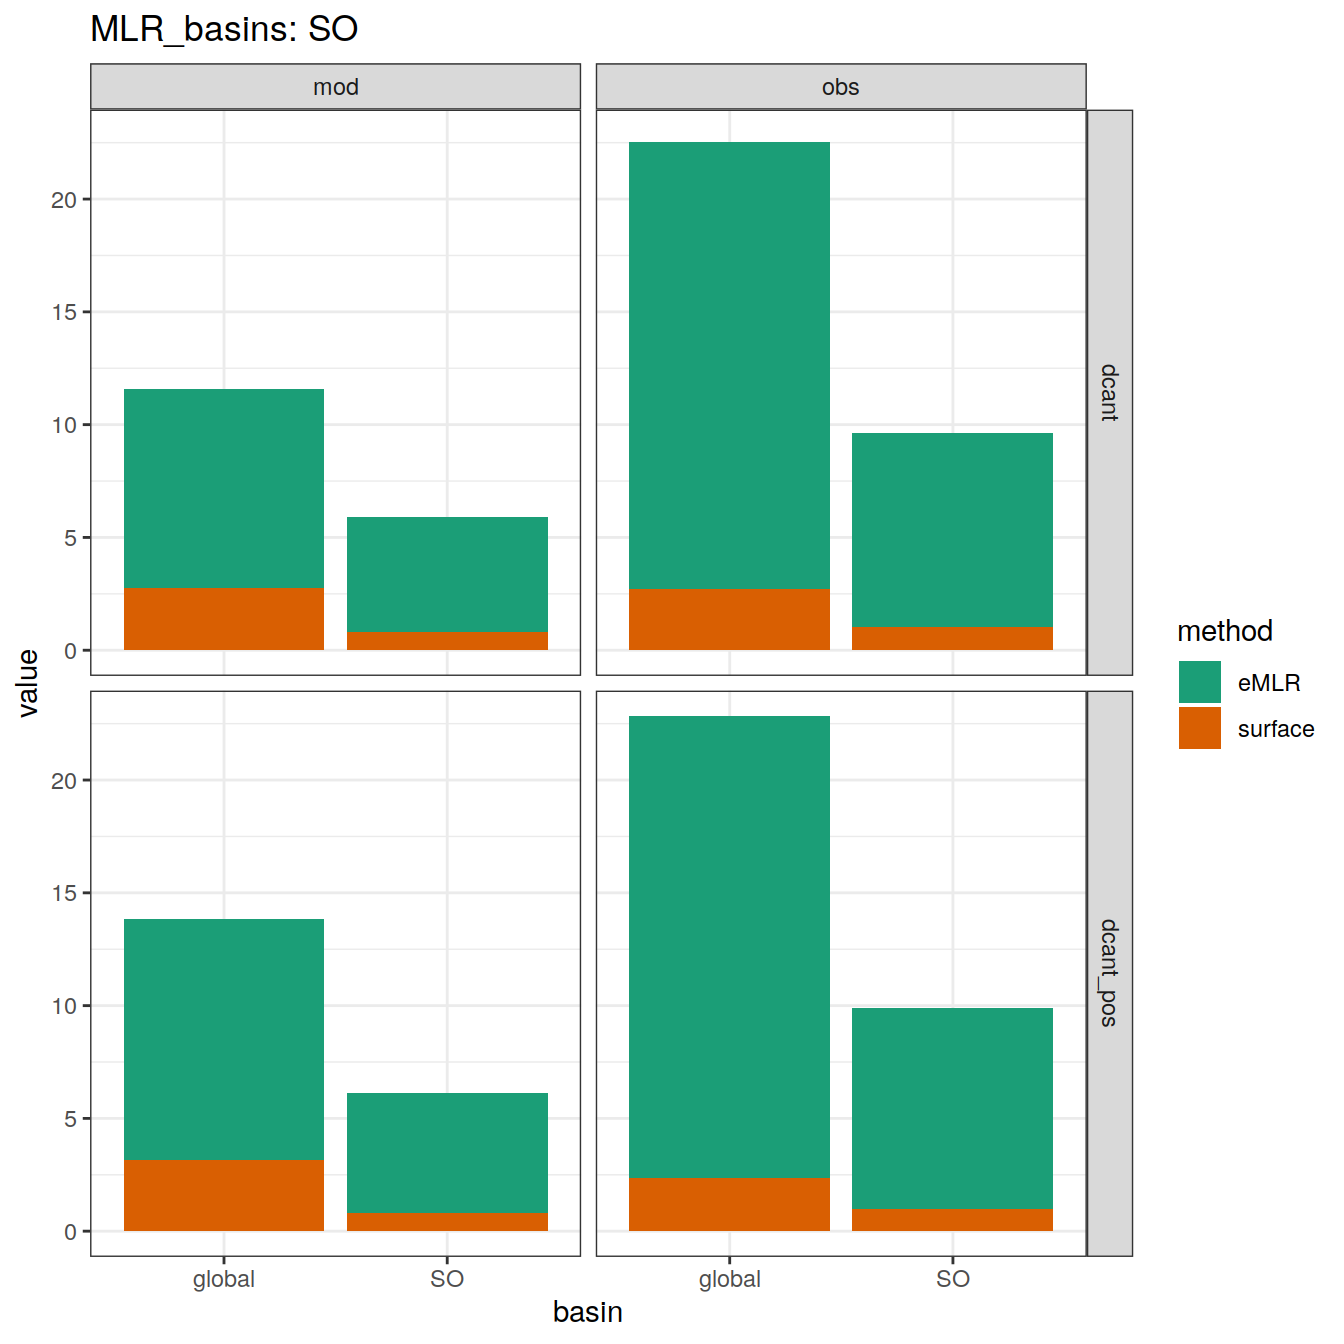 MLR_basins: SO
mod
obs
20
15
10
5
0
dcant
20
15
10
5
0
dcant_pos
global
SO
global
SO
basin
value
method
eMLR
surface